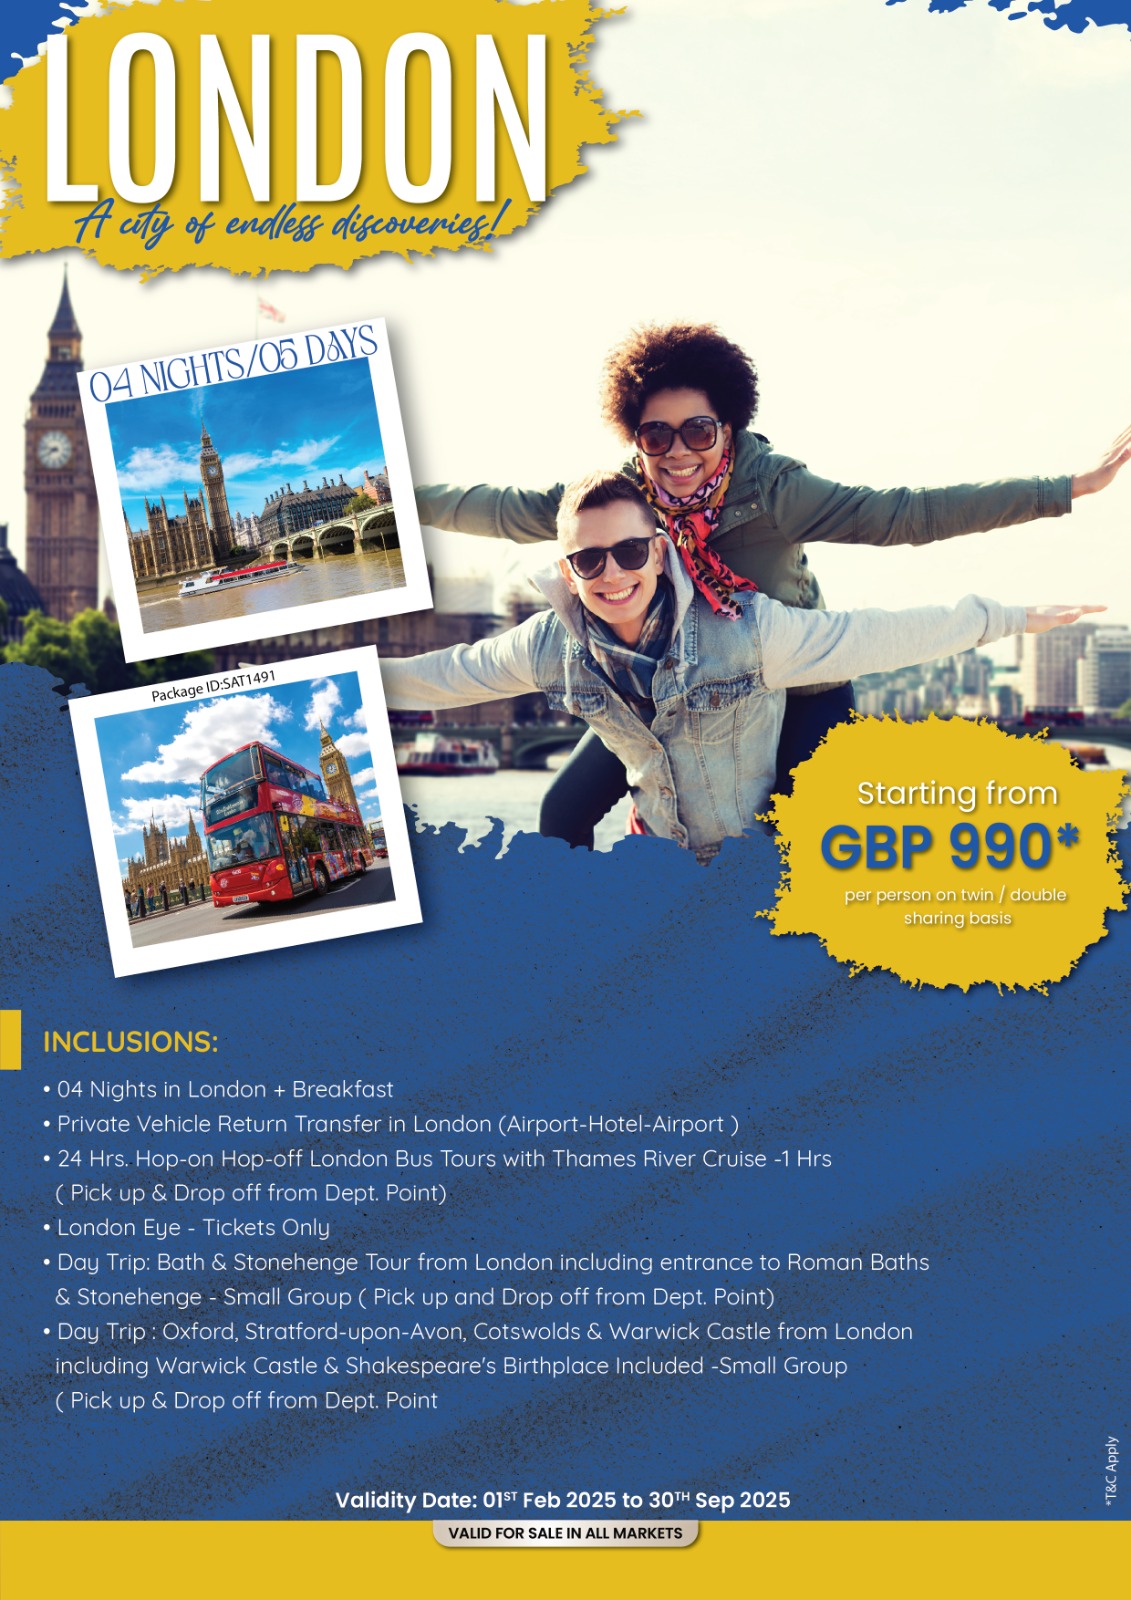 LONDON
A city of endless discoveries!
04 NIGHTS/05 DAYS
Package ID:SAT1491
Starting from
GBP 990*
per person on twin / double
sharing basis
INCLUSIONS:
• 04 Nights in London + Breakfast
• Private Vehicle Return Transfer in London (Airport-Hotel-Airport )
• 24 Hrs. Hop-on Hop-off London Bus Tours with Thames River Cruise -1 Hrs
( Pick up & Drop off from Dept. Point)
• London Eye - Tickets Only
• Day Trip: Bath & Stonehenge Tour from London including entrance to Roman Baths
& Stonehenge - Small Group ( Pick up and Drop off from Dept. Point)
• Day Trip : Oxford, Stratford-upon-Avon, Cotswolds & Warwick Castle from London
including Warwick Castle & Shakespeare's Birthplace Included -Small Group
( Pick up & Drop off from Dept. Point
*T&C Apply
Validity Date: 01ST Feb 2025 to 30TH Sep 2025
VALID FOR SALE IN ALL MARKETS